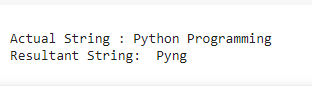 Actual String : Python Programming
Resultant String:  Pyng